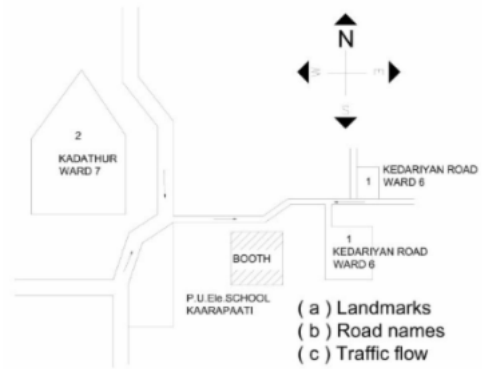 N
W
E
S
2
KADATHUR
WARD 7
1
KEDARIYAN ROAD
WARD 6
1
KEDARIYAN ROAD
WARD 6
BOOTH
P.U.Ele.SCHOOL
KAARAPAATI
( a ) Landmarks
( b ) Road names
( c ) Traffic flow